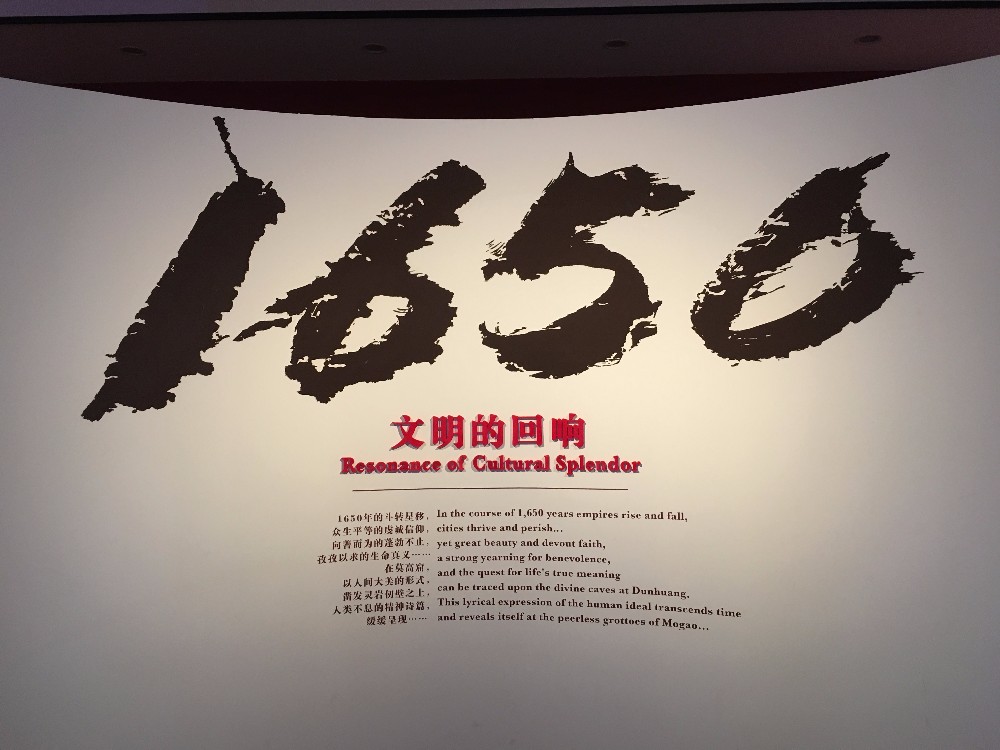 1650
文明的回响
Resonance of Cultural Splendor
1650年的斗转星移，
众生平等的虔诚信仰，
向善而为的蓬勃不止，
孜孜以求的生命真义……
在莫高窟，
以人间大美的形式，
凿发灵岩仞壁之上，
人类不息的精神诗篇，
缓缓呈现……
In the course of 1,650 years empires rise and fall,
cities thrive and perish...
yet great beauty and devout faith,
a strong yearning for benevolence,
and the quest for life's true meaning
can be traced upon the divine caves at Dunhuang.
This lyrical expression of the human ideal transcends time
and reveals itself at the peerless grottoes of Mogao...